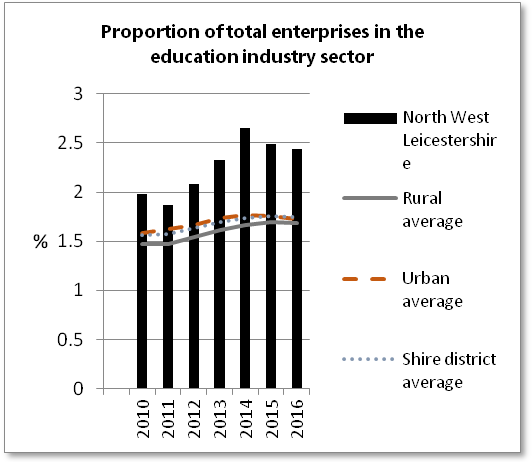 Proportion of total enterprises in the
education industry sector
3
2.5
2
1.5
1
0.5
0
%
2010
2011
2012
2013
2014
2015
2016
North West
Leicestershir
e
Rural
average
Urban
average
Shire district
average